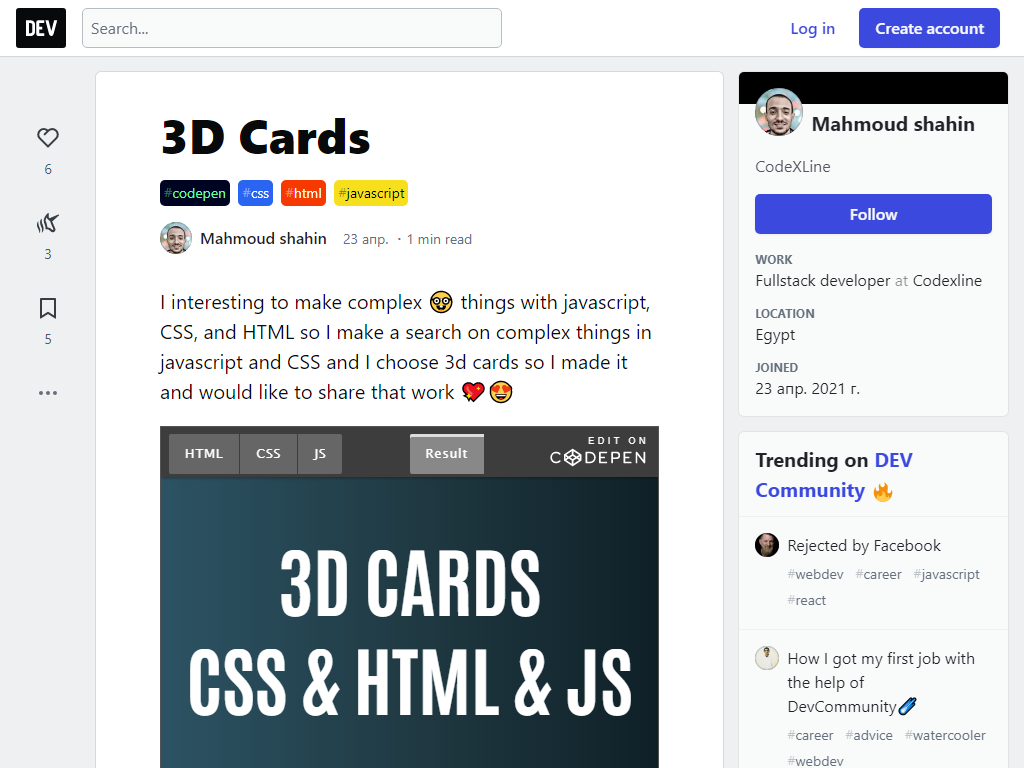 DEV
Search...
Log in
Create account
6
3
5
3D Cards
#codepen #css #html #javascript
Mahmoud shahin 23 апр. · 1 min read
I interesting to make complex 🤓 things with javascript,
CSS, and HTML so I make a search on complex things in
javascript and CSS and I choose 3d cards so I made it
and would like to share that work 💖😍
HTML CSS JS Result EDIT ON
CODEPEN
3D CARDS
CSS & HTML & JS
Mahmoud shahin
CodeXLine
Follow
WORK
Fullstack developer at Codexline
LOCATION
Egypt
JOINED
23 апр. 2021 г.
Trending on DEV
Community 🔥
Rejected by Facebook
#webdev #career #javascript
#react
How I got my first job with
the help of
DevCommunity🧪
#career #advice #watercooler
#webdev